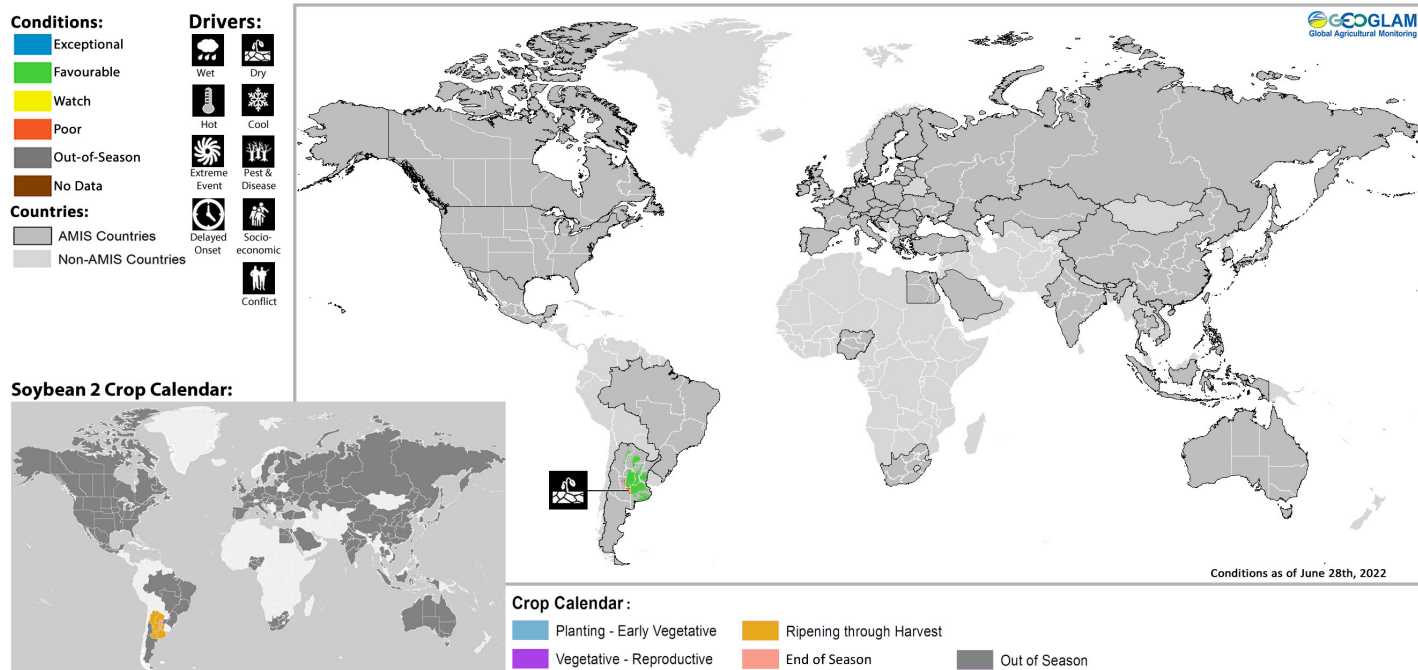 Conditions:
Exceptional
Favourable
Watch
Poor
Out-of-Season
No Data
Countries:
AMIS Countries
Non-AMIS Countries
Drivers:
Wet
Dry
Hot
Cool
Extreme
Event
Pest &
Disease
Delayed
Onset
Socio-
economic
Conflict
GEOGLAM
Global Agricultural Monitoring
Soybean 2 Crop Calendar:
Conditions as of June 28th, 2022
Crop Calendar :
Planting - Early Vegetative
Ripening through Harvest
Vegetative - Reproductive
End of Season
Out of Season